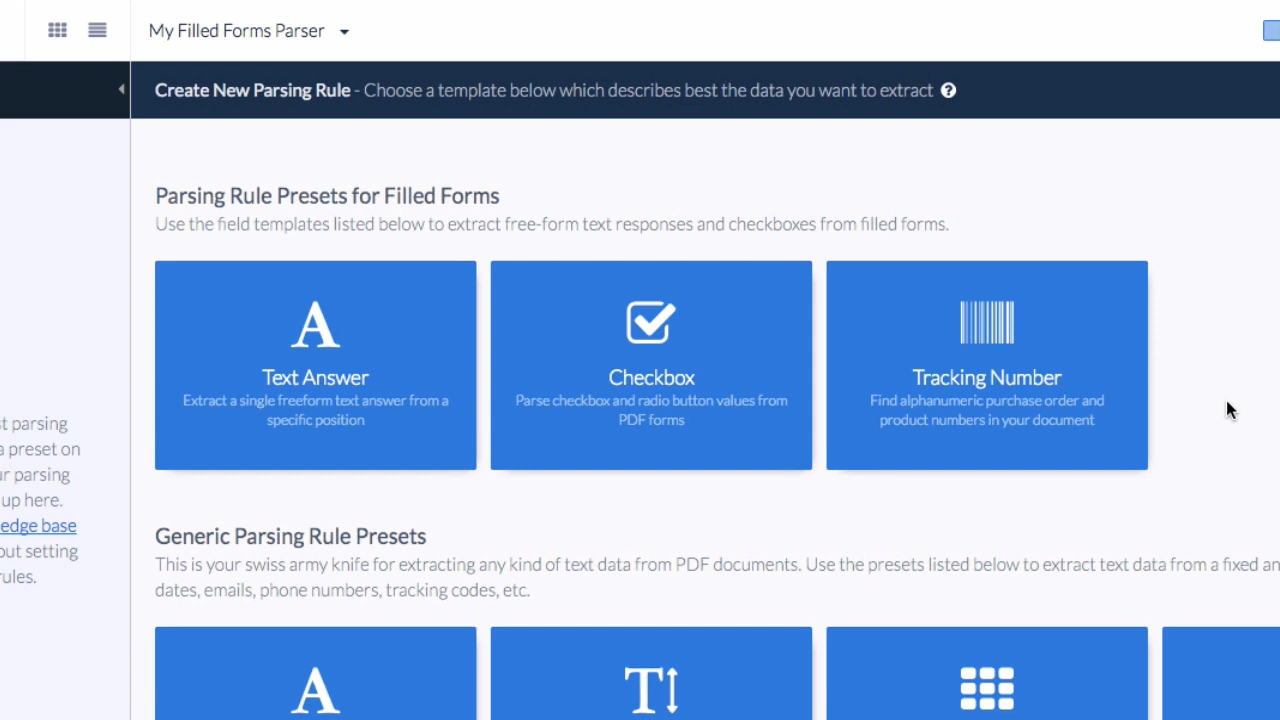 My Filled Forms Parser
Create New Parsing Rule - Choose a template below which describes best the data you want to extract ?
Parsing Rule Presets for Filled Forms
Use the field templates listed below to extract free-form text responses and checkboxes from filled forms.
A
Text Answer
Extract a single freeform text answer from a
specific position
Checkbox
Parse checkbox and radio button values from
PDF forms
Tracking Number
Find alphanumeric purchase order and
product numbers in your document
parsing
a preset on
parsing
up here.
base
setting
Generic Parsing Rule Presets
This is your swiss army knife for extracting any kind of text data from PDF documents. Use the presets listed below to extract text data from a fixed
dates, emails, phone numbers, tracking codes, etc.
A
T